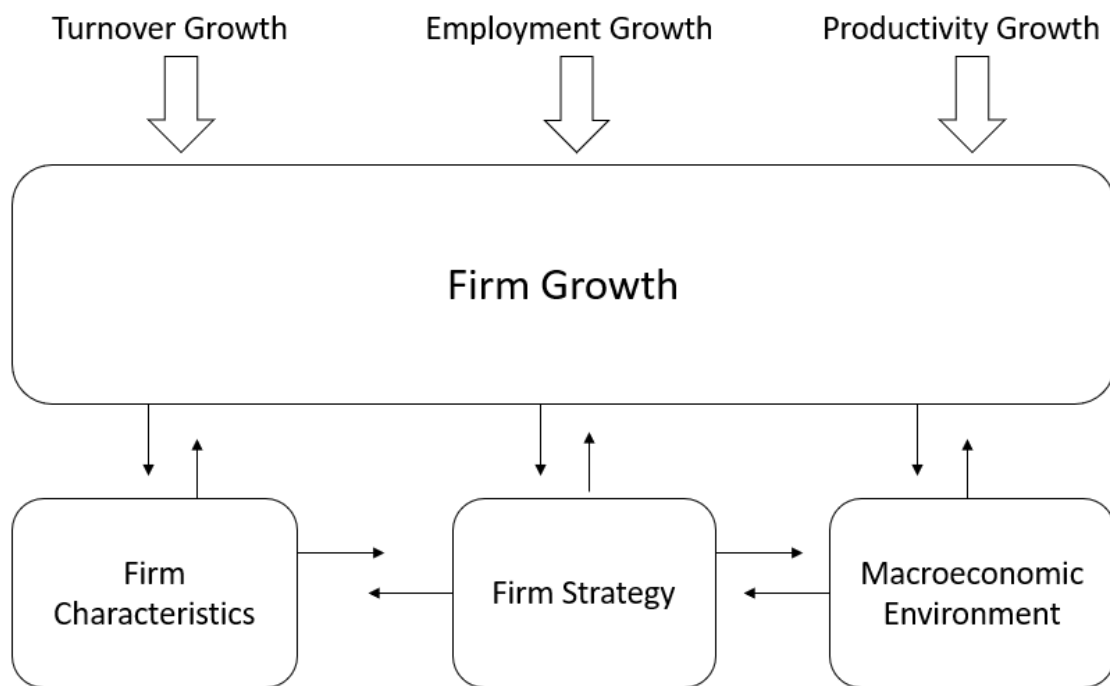 Turnover Growth
Employment Growth
Productivity Growth
Firm Growth
Firm
Characteristics
Firm Strategy
Macroeconomic
Environment